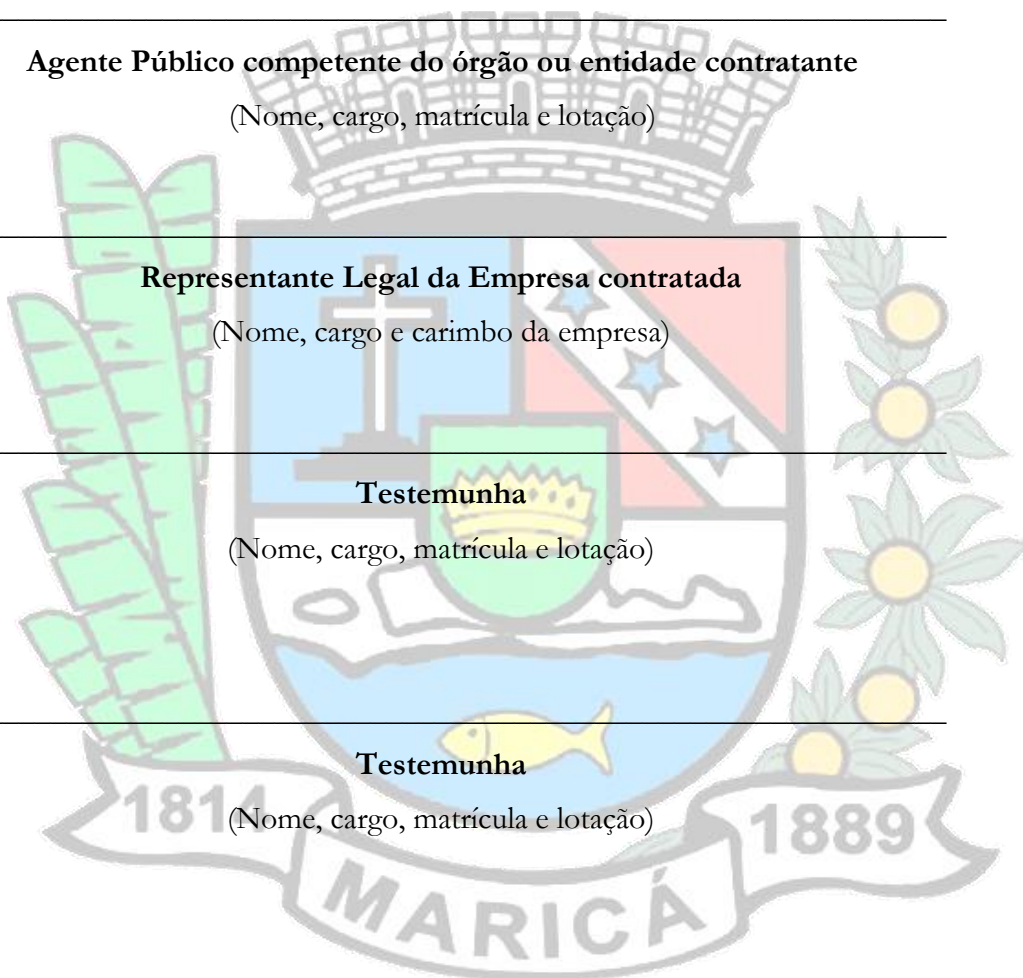 Agente Público competente do órgão ou entidade contratante
(Nome, cargo, matrícula e lotação)
Representante Legal da Empresa contratada
(Nome, cargo e carimbo da empresa)
Testemunha
(Nome, cargo, matrícula e lotação)
Testemunha
(Nome, cargo, matrícula e lotação)
1814
1889
MARICÁ